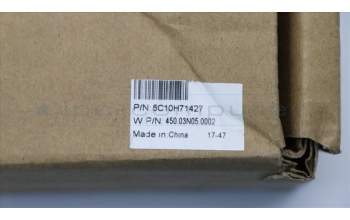 P/N: 5C10H71427
W P/N: 450.03N05.0002
Made in China 17-47